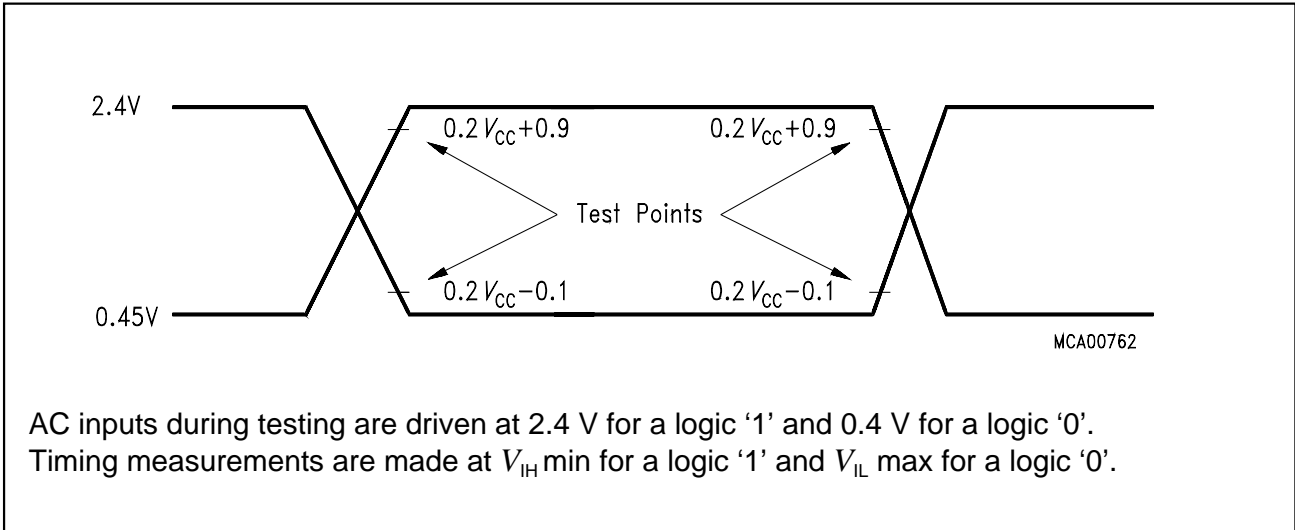 2.4V
0.2 VCC+0.9 0.2 VCC+0.9
Test Points
0.2 VCC−0.1 0.2 VCC−0.1
0.45V
MCA00762
AC inputs during testing are driven at 2.4 V for a logic ‘1’ and 0.4 V for a logic ‘0’.
Timing measurements are made at VIH min for a logic ‘1’ and VIL max for a logic ‘0’.